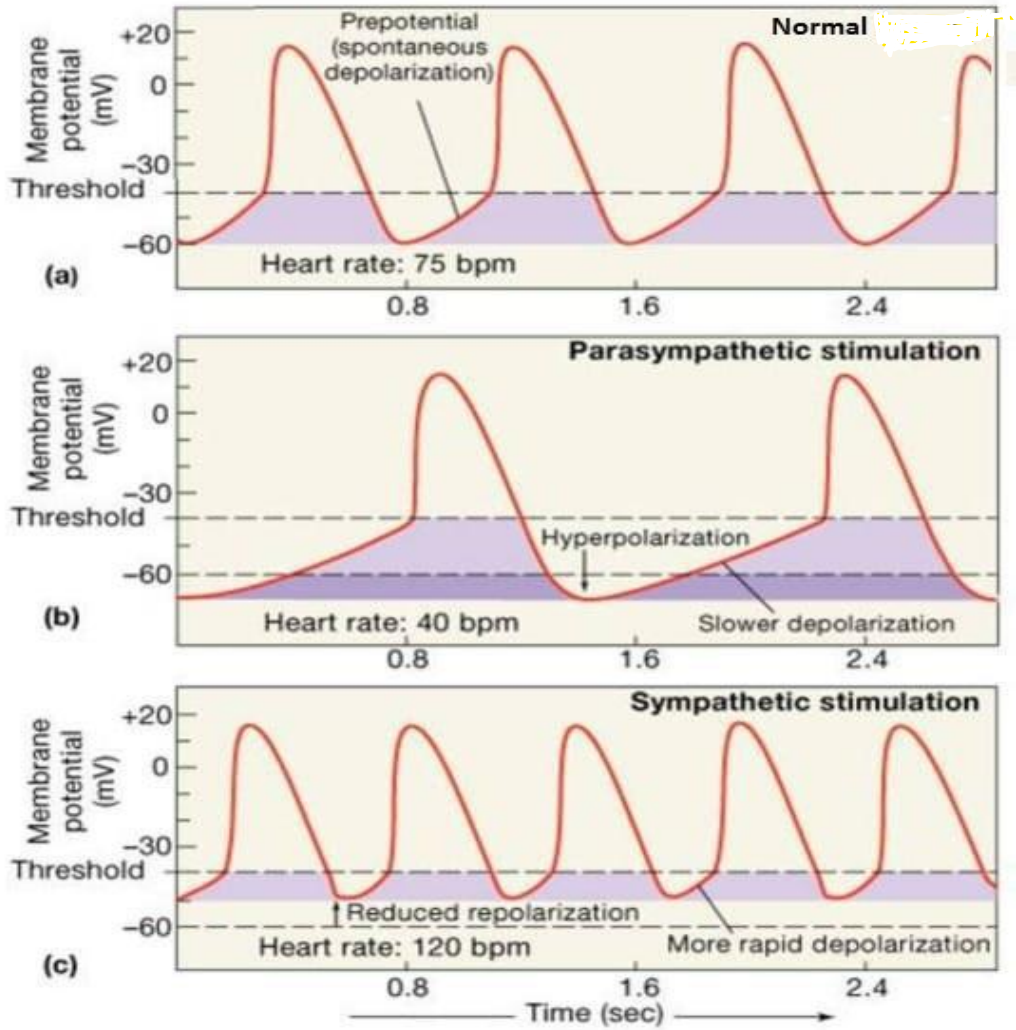 Normal
Prepotential
(spontaneous
depolarization)
Membrane
potential
(mV)
+20
0
−30
Threshold
−60
(a)
Heart rate: 75 bpm
0.8
1.6
2.4
Parasympathetic stimulation
Membrane
potential
(mV)
+20
0
−30
Threshold
Hyperpolarization
−60
(b)
Heart rate: 40 bpm
Slower depolarization
0.8
1.6
2.4
Sympathetic stimulation
Membrane
potential
(mV)
+20
0
−30
Threshold
Reduced repolarization
−60
(c)
Heart rate: 120 bpm
More rapid depolarization
0.8
1.6
2.4
Time (sec)